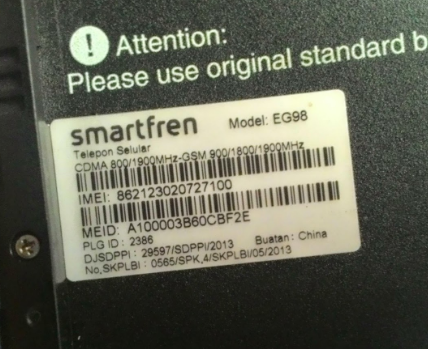 ! Attention:
Please use original standard b
smartfren Model: EG98
Telepon Selular
CDMA 800/1900MHz-GSM 900/1800/1900MHz
IMEI: 862123020727100
MEID: A100003B60CBF2E
PLG ID : 2386
DJSDPPI : 29597/SDPPI/2013 Buatan: China
No.SKPLBI : 0565/SPK.4/SKPLBI/05/2013